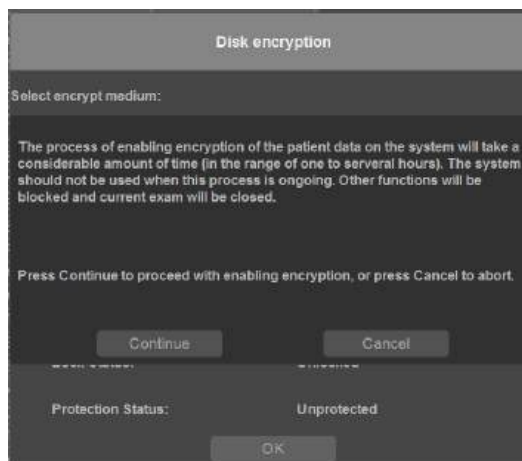 Disk encryption
Select encrypt medium:
The process of enabling encryption of the patient data on the system will take a
considerable amount of time (in the range of one to serveral hours). The system
should not be used when this process is ongoing. Other functions will be
blocked and current exam will be closed.
Press Continue to proceed with enabling encryption, or press Cancel to abort.
Continue Cancel
Protection Status: Unprotected
OK